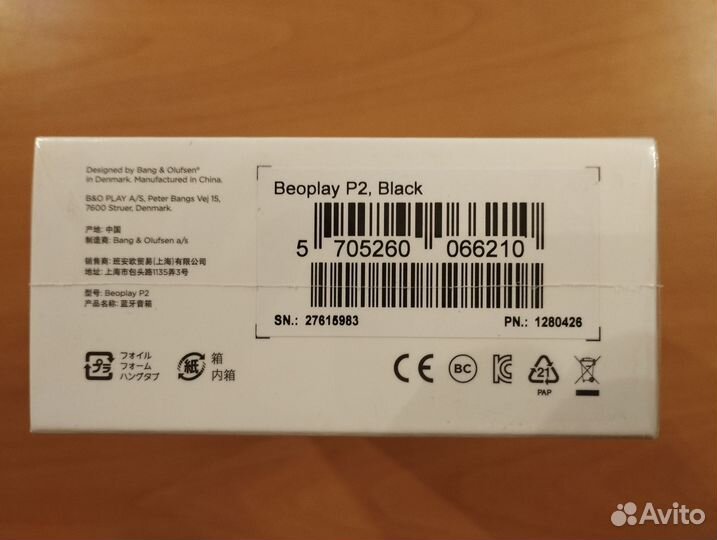 Designed by Bang & Olufsen®
in Denmark. Manufactured in China.
B&O PLAY A/S, Peter Bangs Vej 15,
7600 Struer, Denmark.
产地: 中国
制造商: Bang & Olufsen a/s
销售商: 班安欧贸易(上海)有限公司
地址: 上海市包头路1135弄3号
型号: Beoplay P2
产品名称: 蓝牙音箱
Beoplay P2, Black
5 705260 066210
SN.: 27615983
PN.: 1280426
プラ
フォイル
フォーム
ハングタブ
紙
箱
内箱
CE
BC
21
PAP
Avito